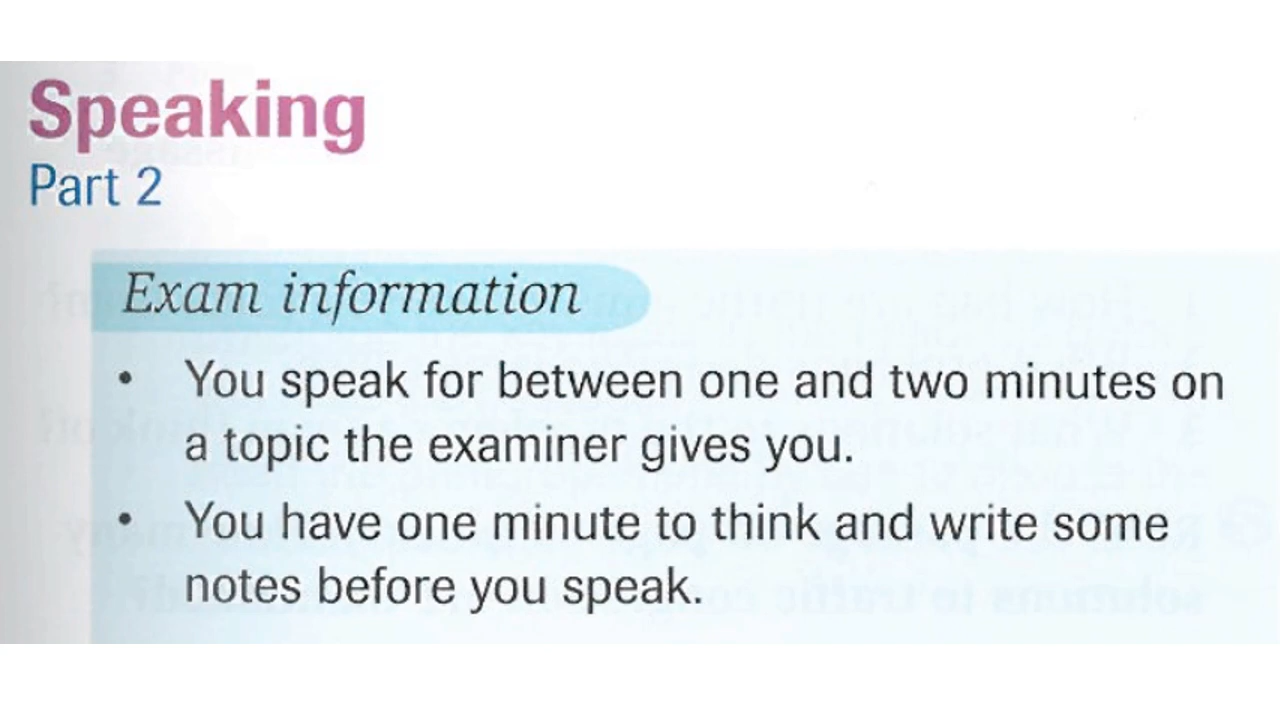 Speaking
Part 2
Exam information
• You speak for between one and two minutes on
a topic the examiner gives you.
• You have one minute to think and write some
notes before you speak.